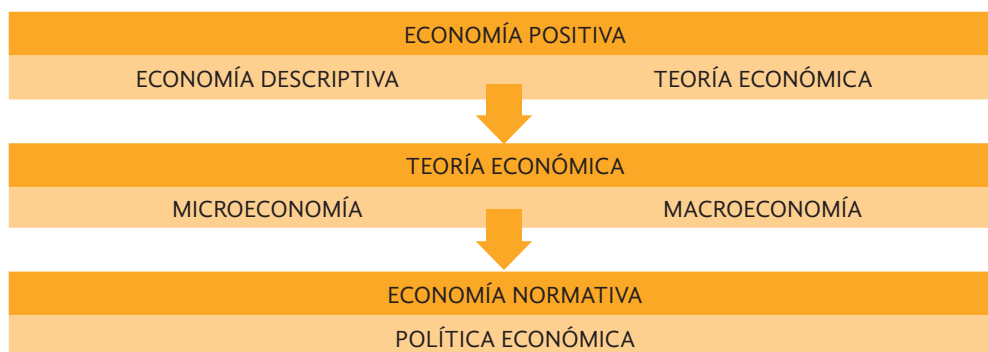 ECONOMÍA POSITIVA
ECONOMÍA DESCRIPTIVA TEORÍA ECONÓMICA
TEORÍA ECONÓMICA
MICROECONOMÍA MACROECONOMÍA
ECONOMÍA NORMATIVA
POLÍTICA ECONÓMICA